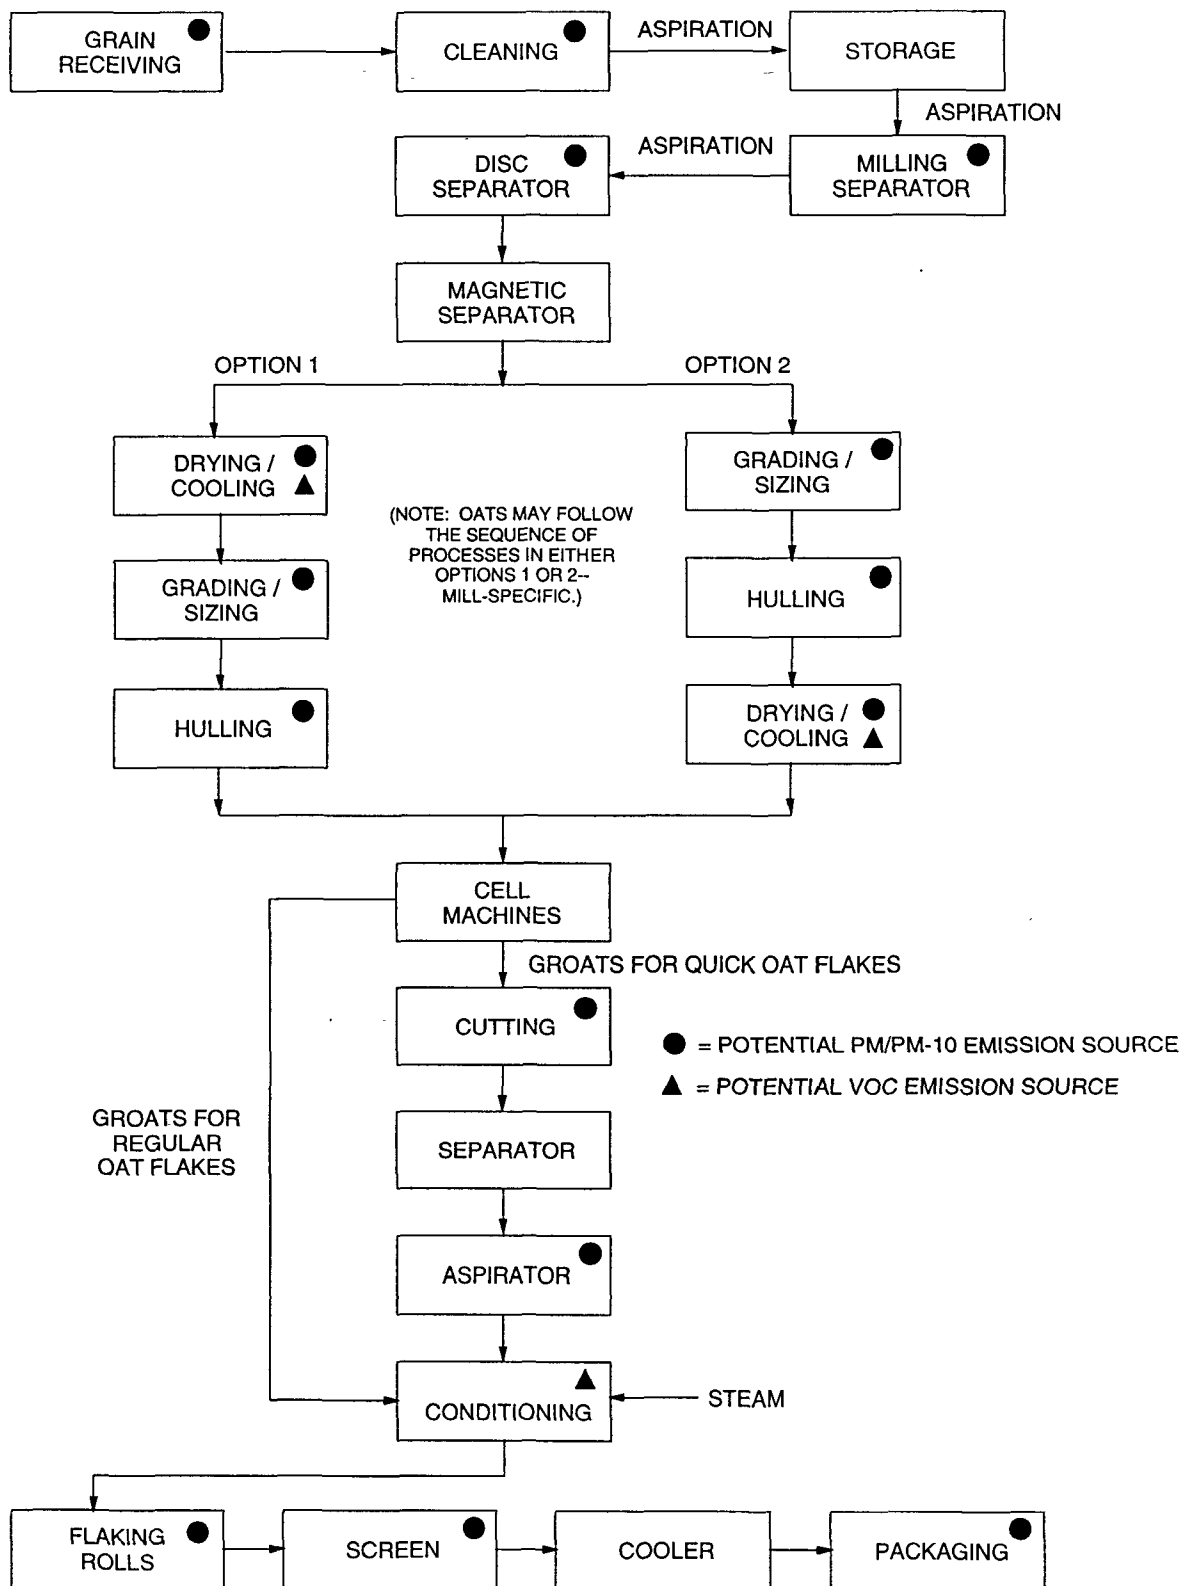 GRAIN
RECEIVING
CLEANING
ASPIRATION
STORAGE
ASPIRATION
DISC
SEPARATOR
ASPIRATION
MILLING
SEPARATOR
MAGNETIC
SEPARATOR
OPTION 1
OPTION 2
DRYING /
COOLING
GRADING /
SIZING
HULLING
(NOTE: OATS MAY FOLLOW
THE SEQUENCE OF
PROCESSES IN EITHER
OPTIONS 1 OR 2--
MILL-SPECIFIC.)
GRADING /
SIZING
HULLING
DRYING /
COOLING
CELL
MACHINES
GROATS FOR QUICK OAT FLAKES
CUTTING
= POTENTIAL PM/PM-10 EMISSION SOURCE
= POTENTIAL VOC EMISSION SOURCE
GROATS FOR
REGULAR
OAT FLAKES
SEPARATOR
ASPIRATOR
CONDITIONING
STEAM
FLAKING
ROLLS
SCREEN
COOLER
PACKAGING